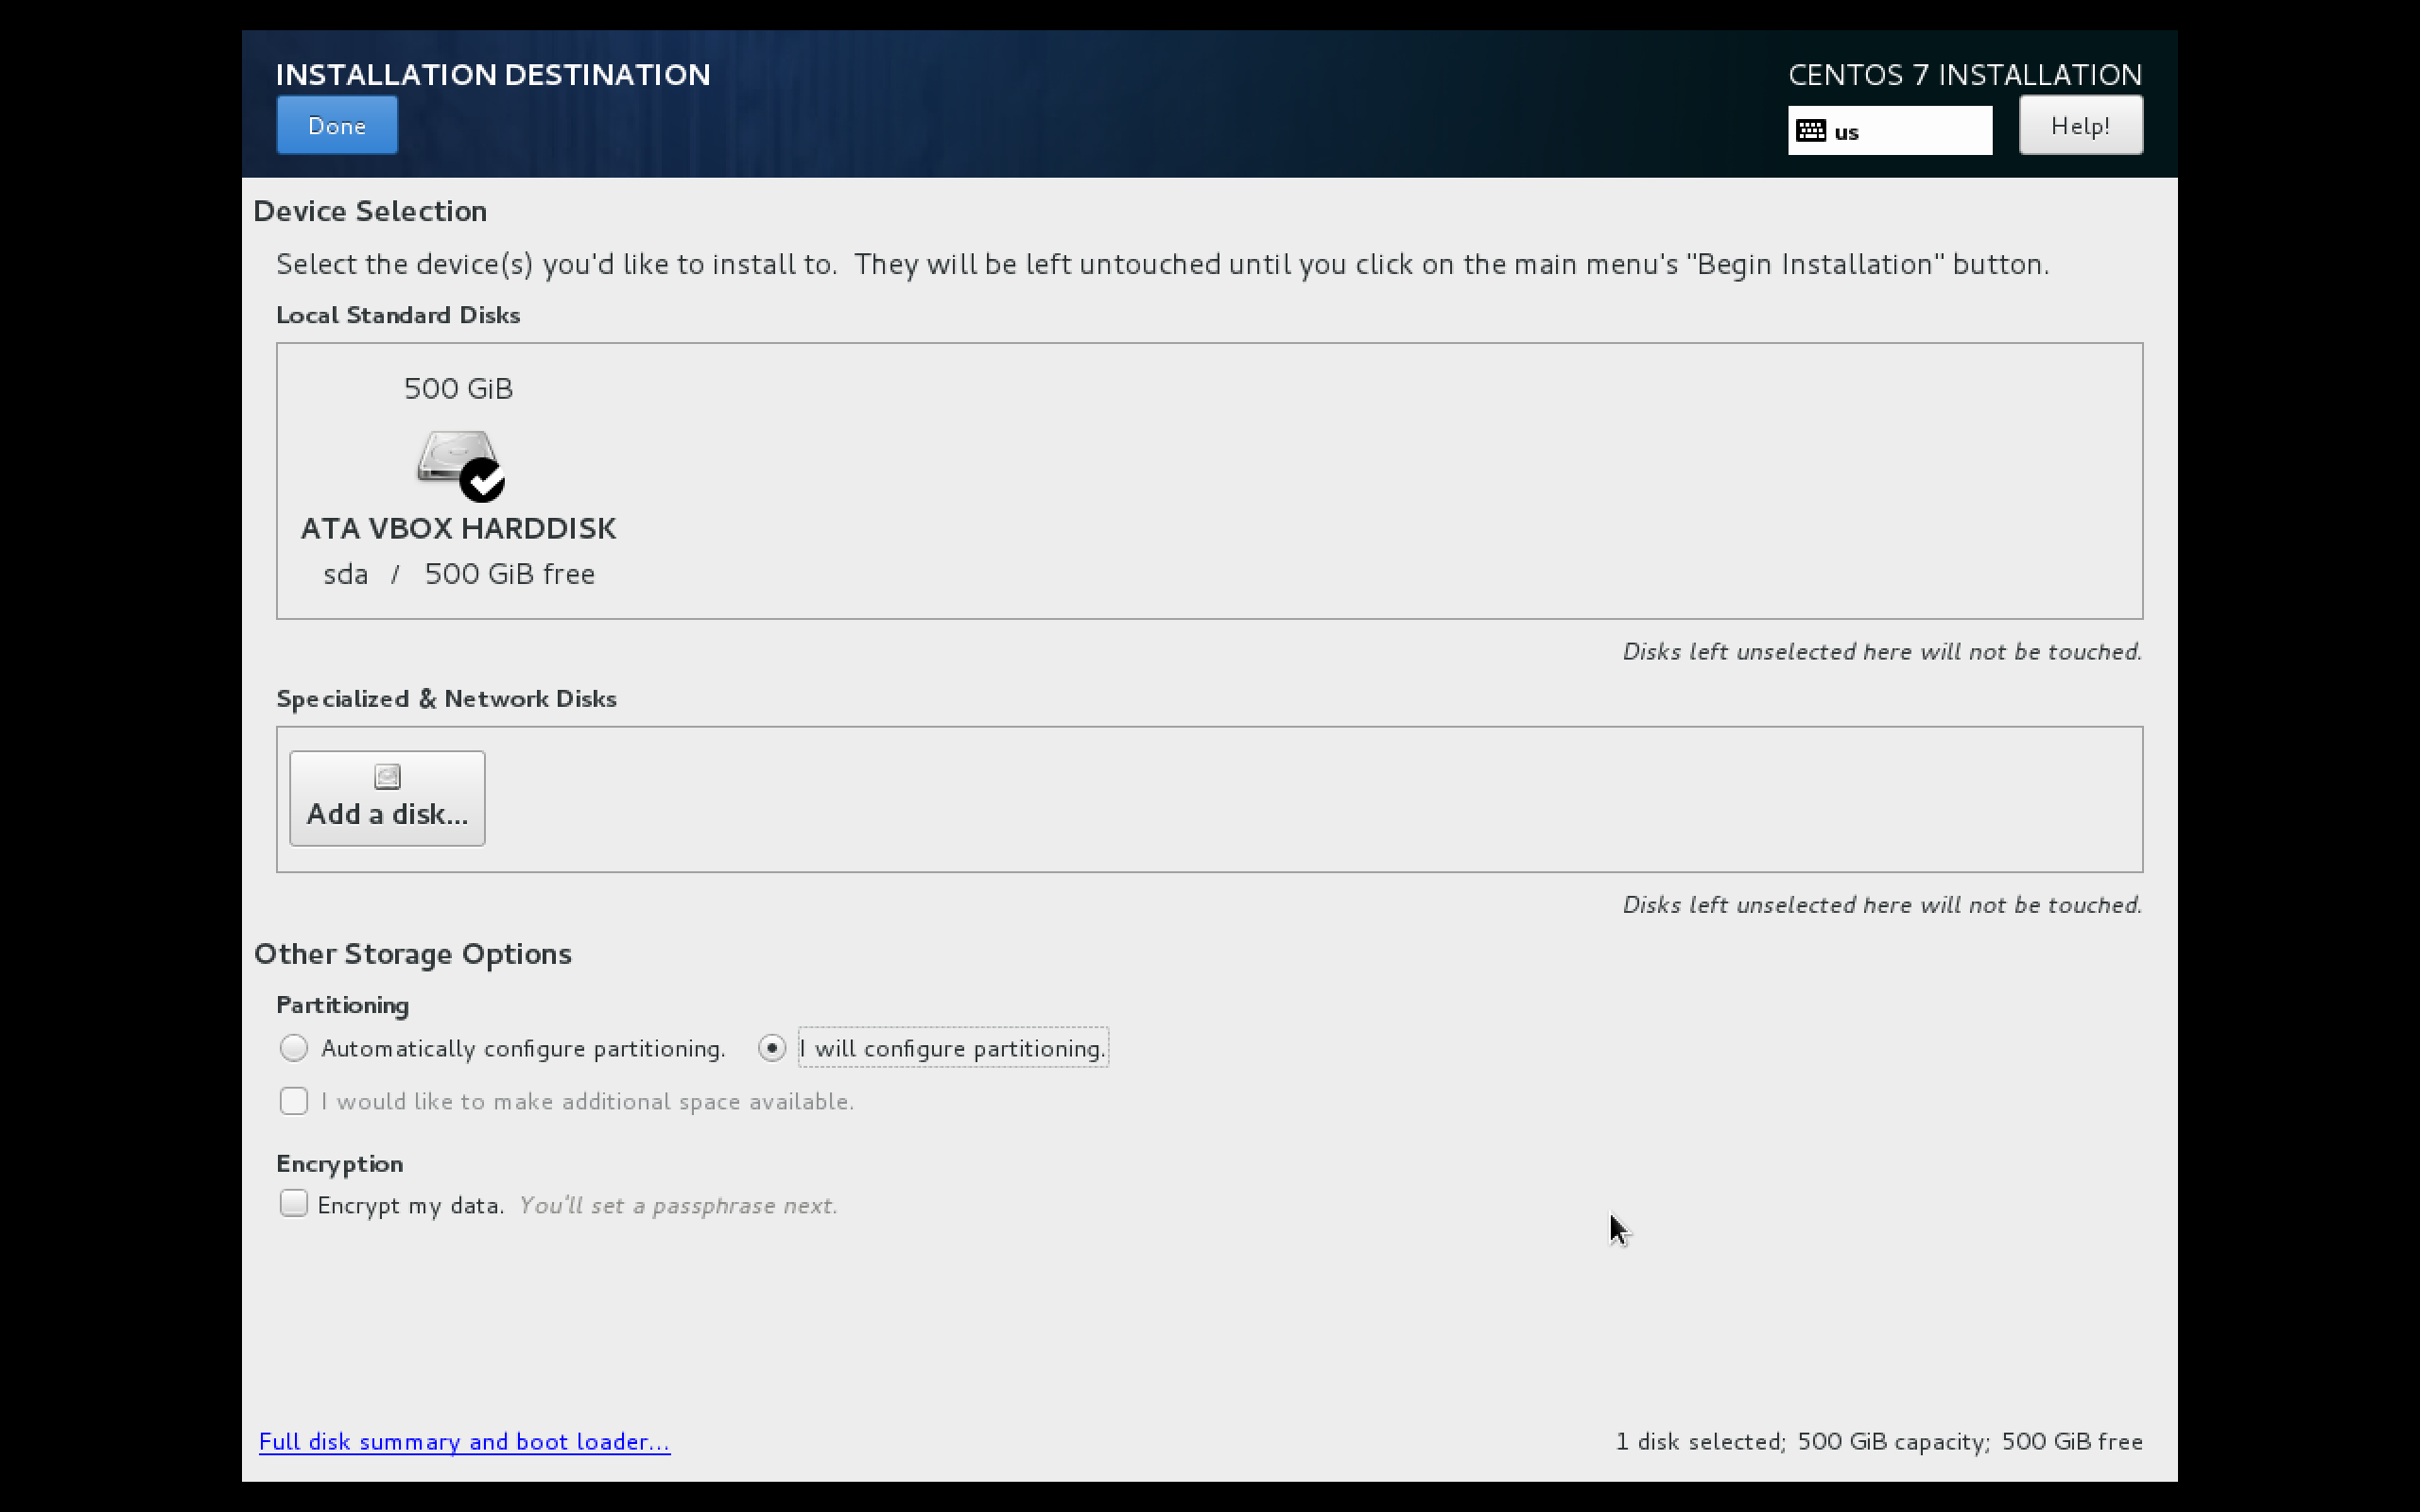 INSTALLATION DESTINATION
CENTOS 7 INSTALLATION
Done
us
Help!
Device Selection
Select the device(s) you'd like to install to.  They will be left untouched until you click on the main menu's "Begin Installation" button.
Local Standard Disks
500 GiB
ATA VBOX HARDDISK
sda / 500 GiB free
Disks left unselected here will not be touched.
Specialized & Network Disks
Add a disk...
Disks left unselected here will not be touched.
Other Storage Options
Partitioning
Automatically configure partitioning. I will configure partitioning.
I would like to make additional space available.
Encryption
Encrypt my data. You'll set a passphrase next.
Full disk summary and boot loader...
1 disk selected; 500 GiB capacity; 500 GiB free